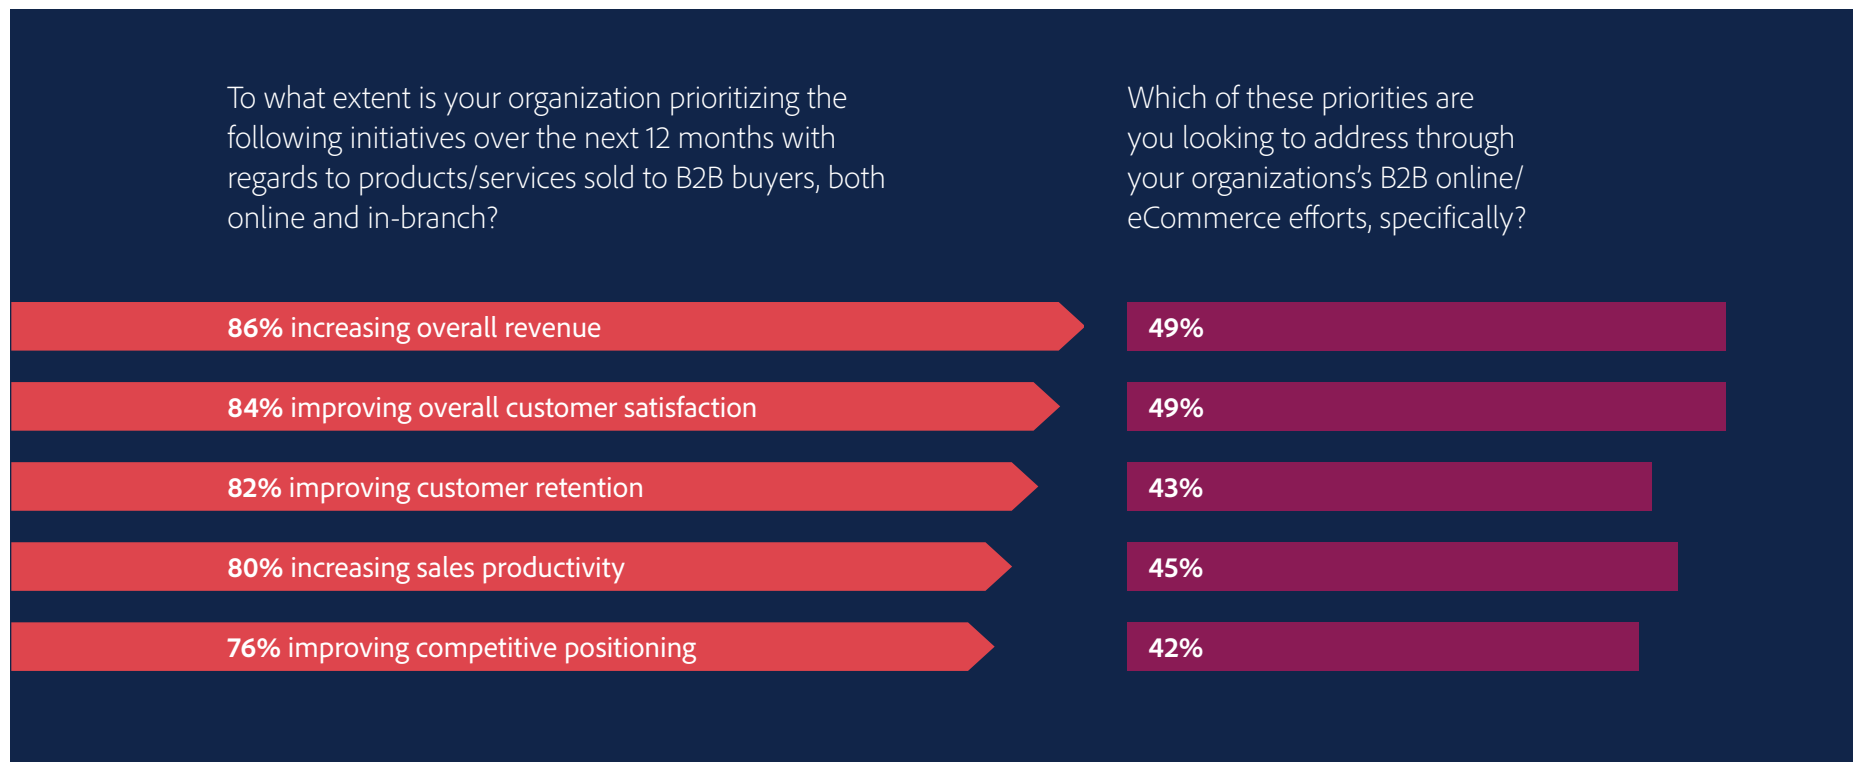 To what extent is your organization prioritizing the
following initiatives over the next 12 months with
regards to products/services sold to B2B buyers, both
online and in-branch?
Which of these priorities are
you looking to address through
your organizations's B2B online/
eCommerce efforts, specifically?
86% increasing overall revenue
49%
84% improving overall customer satisfaction
49%
82% improving customer retention
43%
80% increasing sales productivity
45%
76% improving competitive positioning
42%